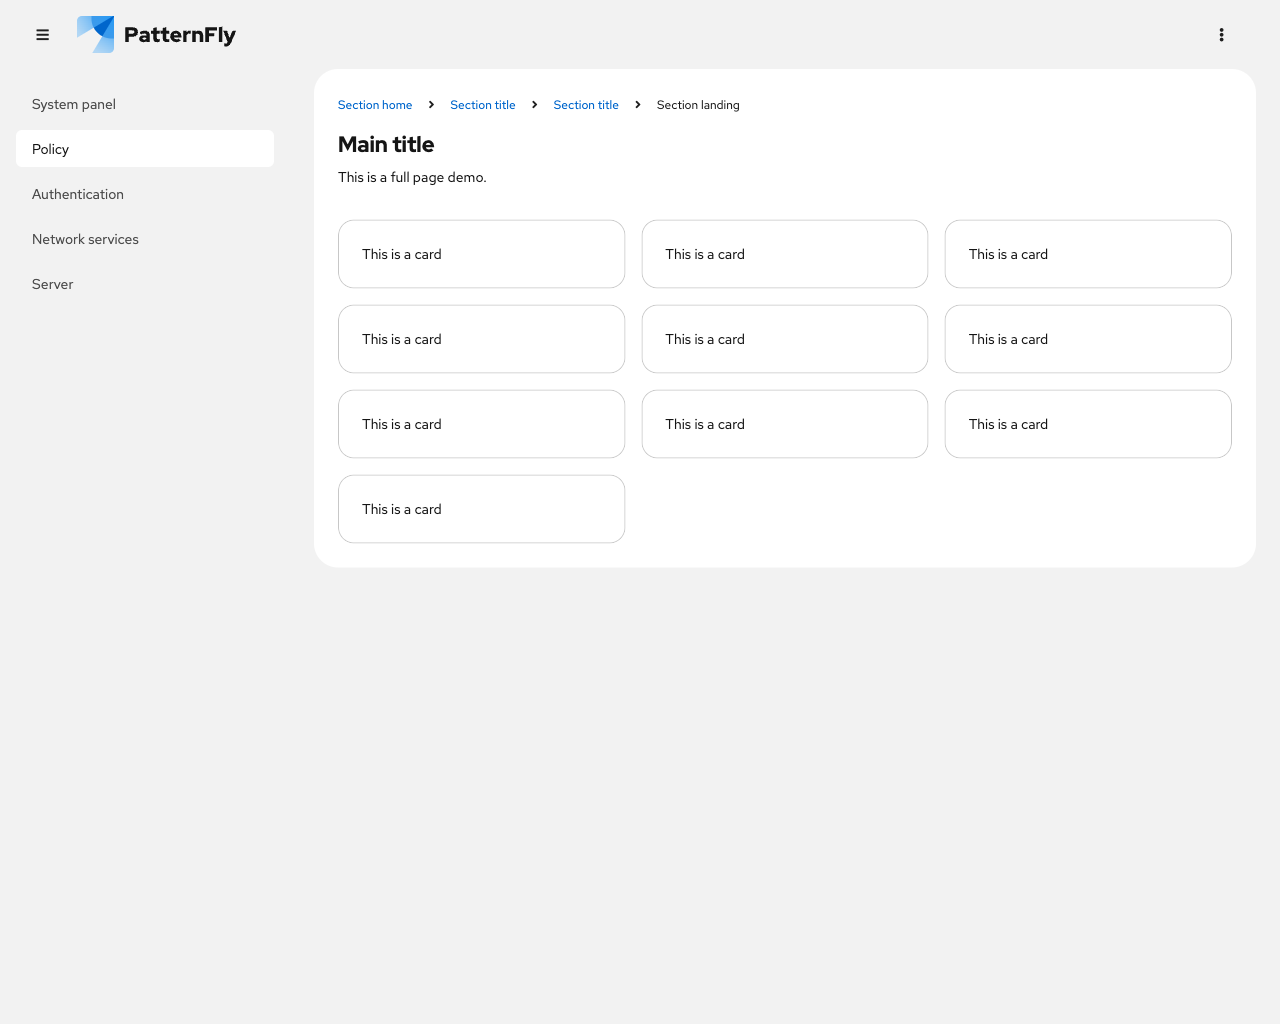 PatternFly
System panel
Policy
Authentication
Network services
Server
Section home Section title Section title Section landing
Main title
This is a full page demo.
This is a card This is a card This is a card
This is a card This is a card This is a card
This is a card This is a card This is a card
This is a card